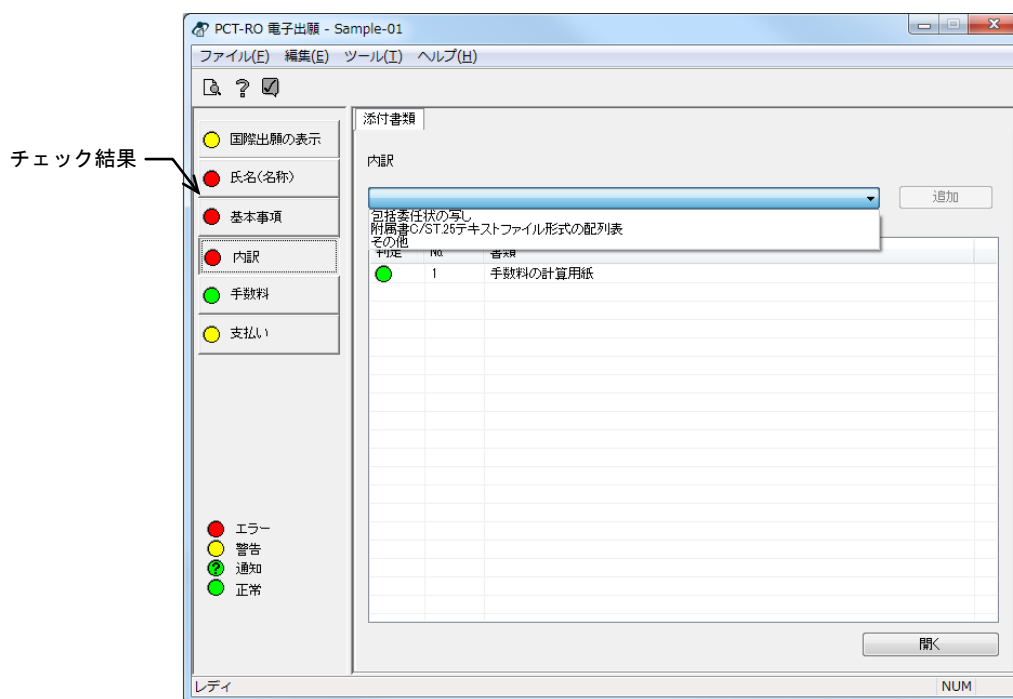 PCT-RO 電子出願 - Sample-01
ファイル(F) 編集(E) ツール(T) ヘルプ(H)
チェック結果
国際出願の表示
氏名(名称)
基本事項
内訳
手数料
支払い
エラー
警告
通知
正常
添付書類
内訳
追加
包括委任状の写し
附属書C/ST.25テキストファイル形式の配列表
その他
判定 No. 書類
1 手数料の計算用紙
開く
レディ
NUM